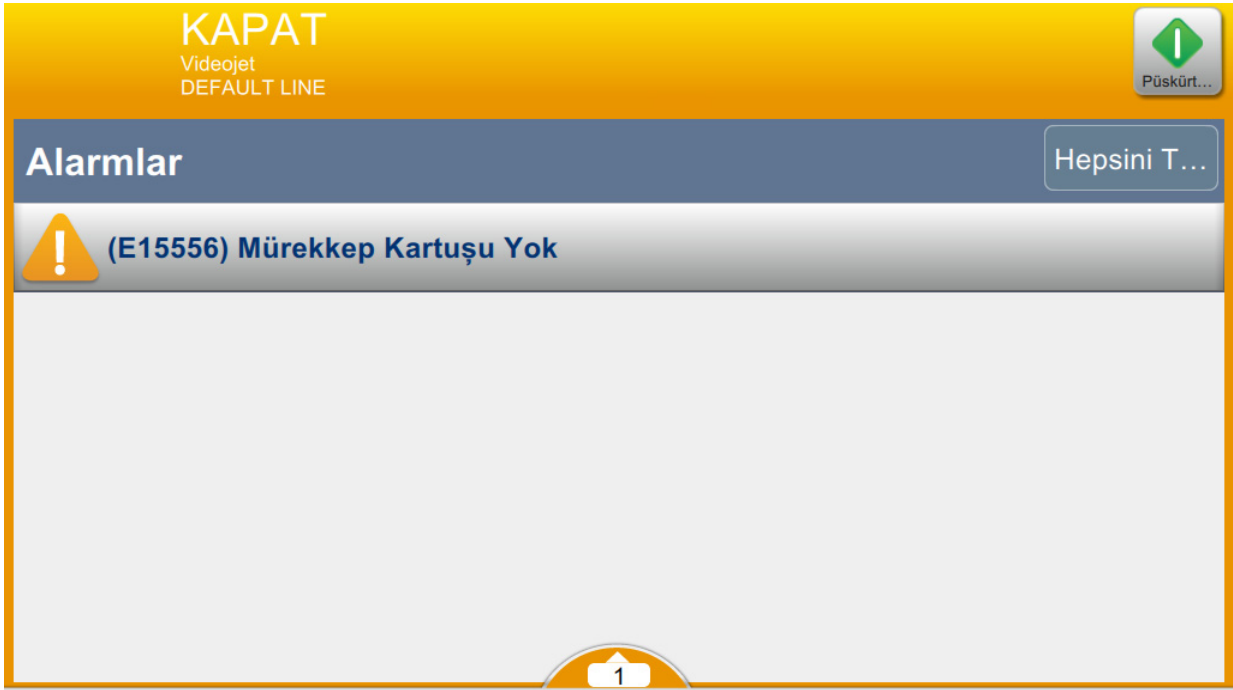 KAPAT
Videojet
DEFAULT LINE
Püskürt...
Alarmlar
Hepsini T...
(E15556) Mürekkep Kartuşu Yok
1